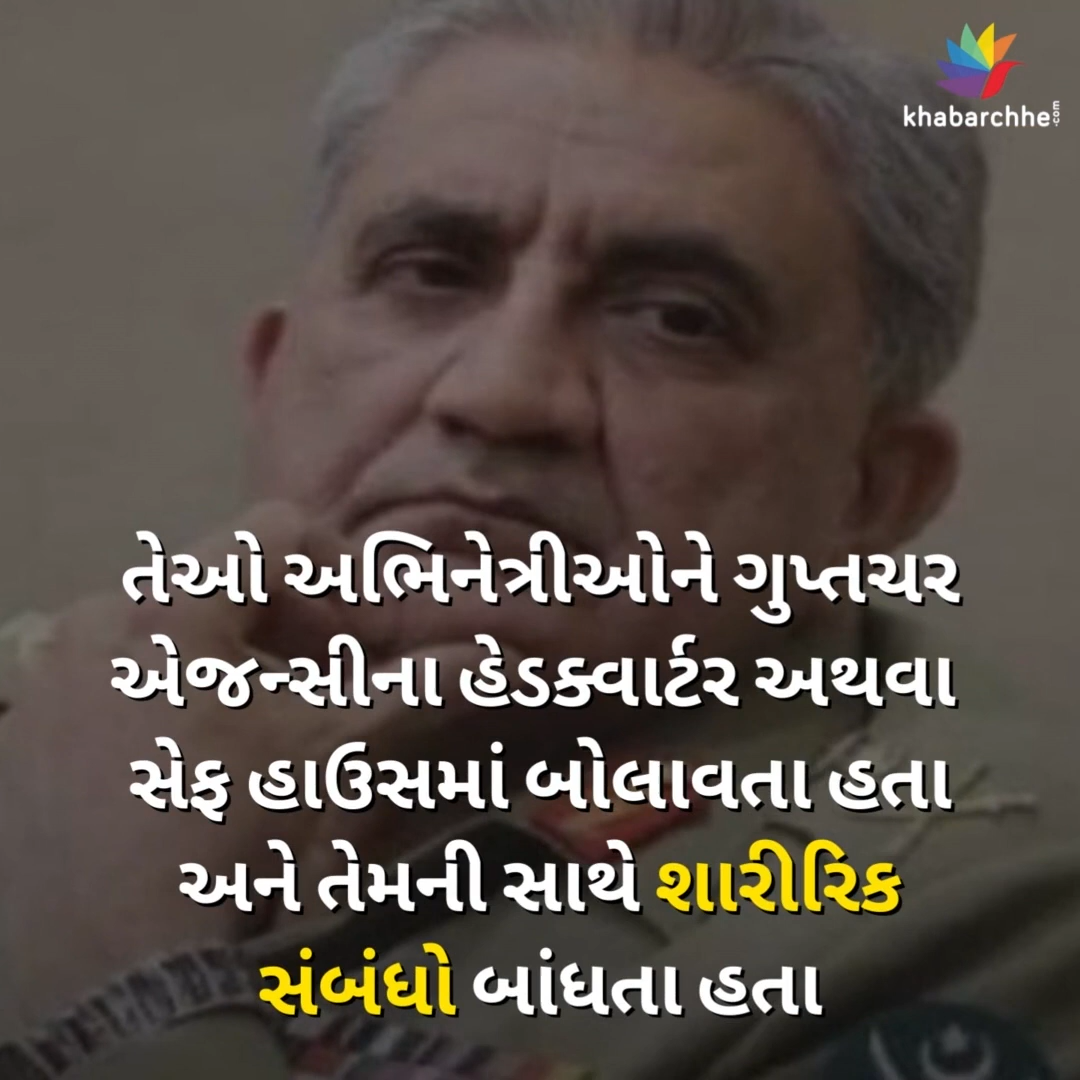 khabarchhe.com
તેઓ અભિનેત્રીઓને ગુપ્તચર
એજન્સીના હેડક્વાર્ટર અથવા
સેફ હાઉસમાં બોલાવતા હતા
અને તેમની સાથે શારીરિક
સંબંધો બાંધતા હતા